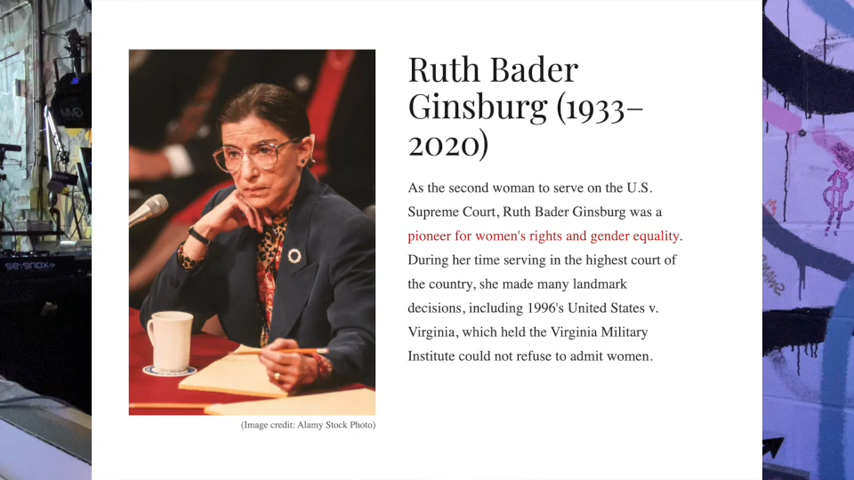 Ruth Bader
Ginsburg (1933–
2020)
As the second woman to serve on the U.S.
Supreme Court, Ruth Bader Ginsburg was a
pioneer for women's rights and gender equality.
During her time serving in the highest court of
the country, she made many landmark
decisions, including 1996's United States v.
Virginia, which held the Virginia Military
Institute could not refuse to admit women.
(Image credit: Alamy Stock Photo)